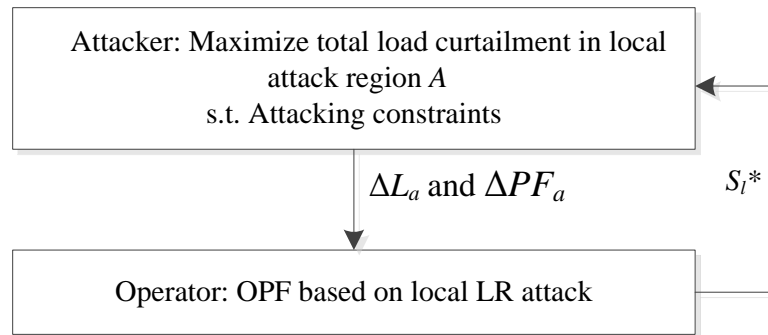 Attacker: Maximize total load curtailment in local
attack region A
s.t. Attacking constraints
ΔLa and ΔPFa
Sl*
Operator: OPF based on local LR attack